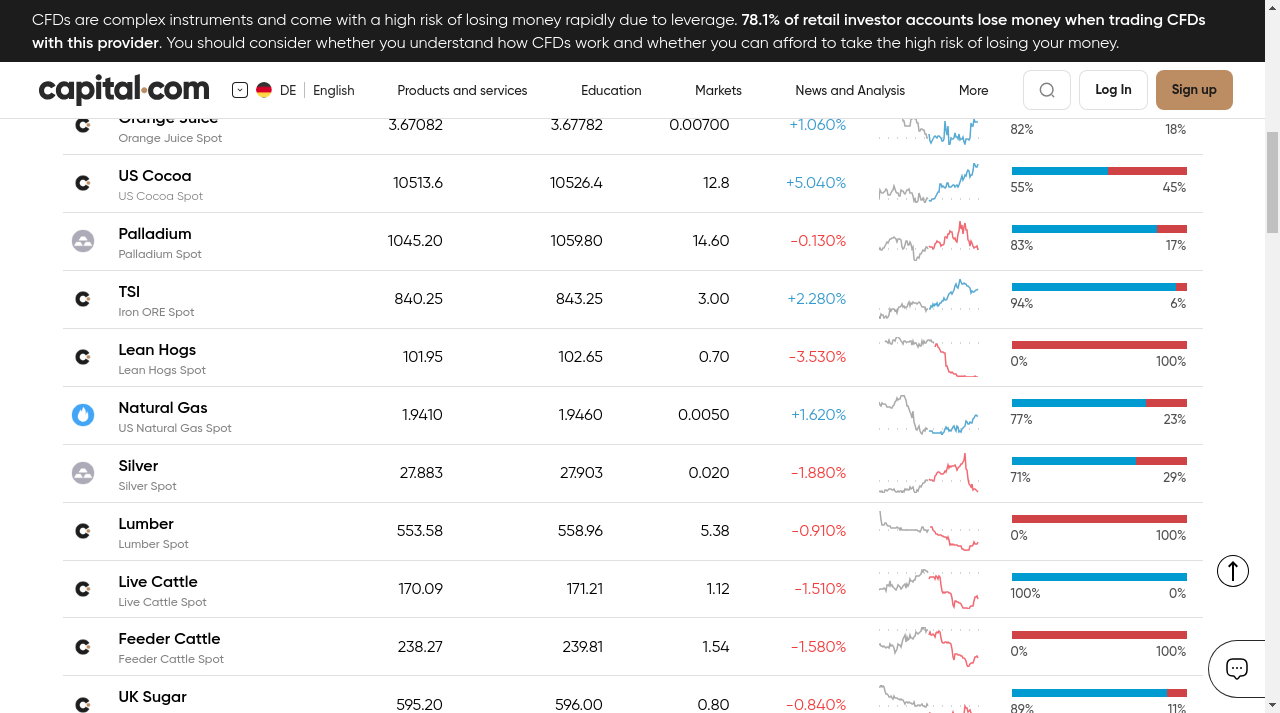 CFDs are complex instruments and come with a high risk of losing money rapidly due to leverage. 78.1% of retail investor accounts lose money when trading CFDs
with this provider. You should consider whether you understand how CFDs work and whether you can afford to take the high risk of losing your money.
capital.com DE English Products and services Education Markets News and Analysis More Log In Sign up
Orange Juice 3.67082 3.67782 0.00700 +1.060% 82% 18%
Orange Juice Spot
US Cocoa 10513.6 10526.4 12.8 +5.040% 55% 45%
US Cocoa Spot
Palladium 1045.20 1059.80 14.60 -0.130% 83% 17%
Palladium Spot
TSI 840.25 843.25 3.00 +2.280% 94% 6%
Iron ORE Spot
Lean Hogs 101.95 102.65 0.70 -3.530% 0% 100%
Lean Hogs Spot
Natural Gas 1.9410 1.9460 0.0050 +1.620% 77% 23%
US Natural Gas Spot
Silver 27.883 27.903 0.020 -1.880% 71% 29%
Silver Spot
Lumber 553.58 558.96 5.38 -0.910% 0% 100%
Lumber Spot
Live Cattle 170.09 171.21 1.12 -1.510% 100% 0%
Live Cattle Spot
Feeder Cattle 238.27 239.81 1.54 -1.580% 0% 100%
Feeder Cattle Spot
UK Sugar 595.20 596.00 0.80 -0.840% 89% 11%